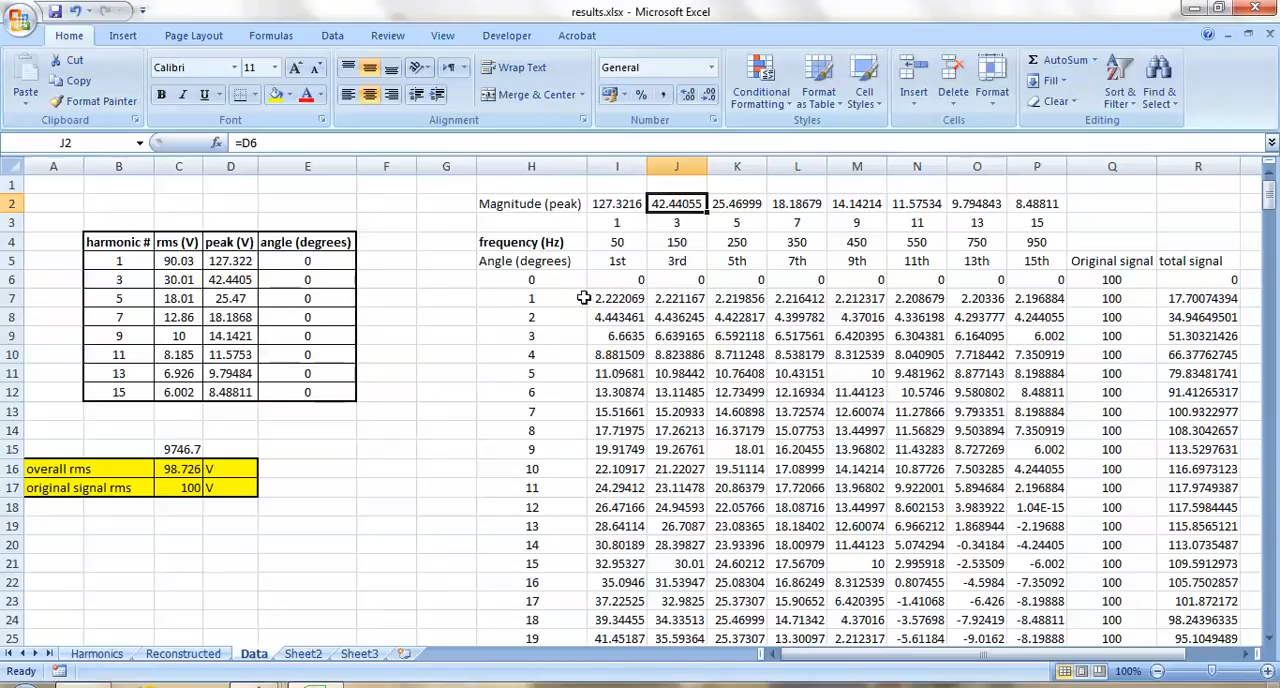 results.xlsx - Microsoft Excel
Home Insert Page Layout Formulas Data Review View Developer Acrobat
Cut
Copy
Format Painter
Paste
Calibri 11
Wrap Text
Merge & Center
General
Conditional Formatting
Format as Table
Cell Styles
Insert
Delete
Format
AutoSum
Fill
Clear
Sort & Filter
Find & Select
Clipboard Font Alignment Number Styles Cells Editing
J2 fx =D6
A B C D E F G H I J K L M N O P Q R
1
2 Magnitude (peak) 127.3216 42.44055 25.46999 18.18679 14.14214 11.57534 9.794843 8.48811
3 1 3 5 7 9 11 13 15
4 harmonic # rms (V) peak (V) angle (degrees) frequency (Hz) 50 150 250 350 450 550 750 950
5 1 90.03 127.322 0 Angle (degrees) 1st 3rd 5th 7th 9th 11th 13th 15th Original signal total signal
6 3 30.01 42.4405 0 0 0 0 0 0 0 0 0 0 100 0
7 5 18.01 25.47 0 1 2.222069 2.221167 2.219856 2.216412 2.212317 2.208679 2.20336 2.196884 100 17.70074394
8 7 12.86 18.1868 0 2 4.443461 4.436245 4.422817 4.399782 4.37016 4.336198 4.293777 4.244055 100 34.94649501
9 9 10 14.1421 0 3 6.6635 6.639165 6.592118 6.517561 6.420395 6.304381 6.164095 6.002 100 51.30321426
10 11 8.185 11.5753 0 4 8.881509 8.823886 8.711248 8.538179 8.312539 8.040905 7.718442 7.350919 100 66.37762745
11 13 6.926 9.79484 0 5 11.09681 10.98442 10.76408 10.43151 10 9.481962 8.877143 8.198884 100 79.83481741
12 15 6.002 8.48811 0 6 13.30874 13.11485 12.73499 12.16934 11.44123 10.5746 9.580802 8.48811 100 91.41265317
13 7 15.51661 15.20933 14.60898 13.72574 12.60074 11.27866 9.793351 8.198884 100 100.9322977
14 8 17.71975 17.26213 16.37179 15.07753 13.44997 11.56829 9.503894 7.350919 100 108.3042657
15 9746.7 9 19.91749 19.26761 18.01 16.20455 13.96802 11.43283 8.727269 6.002 100 113.5297631
16 overall rms 98.726 V 10 22.10917 21.22027 19.51114 17.08999 14.14214 10.87726 7.503285 4.244055 100 116.6973123
17 original signal rms 100 V 11 24.29412 23.11478 20.86379 17.72066 13.96802 9.922001 5.894684 2.196884 100 117.9749387
18 12 26.47166 24.94593 22.05766 18.08716 13.44997 8.602153 3.983922 1.04E-15 100 117.5984445
19 13 28.64114 26.7087 23.08365 18.18402 12.60074 6.966212 1.868944 -2.19688 100 115.8565121
20 14 30.80189 28.39827 23.93396 18.00979 11.44123 5.074294 -0.34184 -4.24405 100 113.0735487
21 15 32.95327 30.01 24.60212 17.56709 10 2.995918 -2.53509 -6.002 100 109.5912973
22 16 35.0946 31.53947 25.08304 16.86249 8.312539 0.807455 -4.5984 -7.35092 100 105.7502857
23 17 37.22525 32.9825 25.37307 15.90652 6.420395 -1.41068 -6.426 -8.19888 100 101.872172
24 18 39.34455 34.33513 25.46999 14.71342 4.37016 -3.57698 -7.92419 -8.48811 100 98.24396335
25 19 41.45187 35.59364 25.37307 13.30097 2.212317 -5.61184 -9.0162 -8.19888 100 95.1049489
Harmonics Reconstructed Data Sheet2 Sheet3
Ready 100%